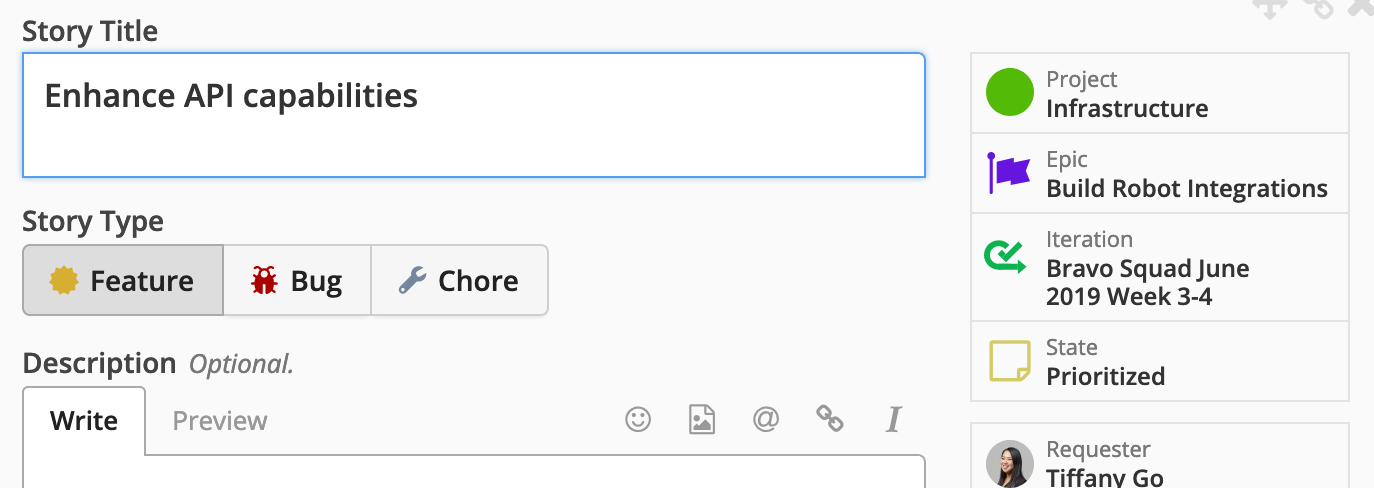 Story Title
Enhance API capabilities
Story Type
Feature
Bug
Chore
Description Optional.
Write
Preview
@
I
Project
Infrastructure
Epic
Build Robot Integrations
Iteration
Bravo Squad June
2019 Week 3-4
State
Prioritized
Requester
Tiffany Go